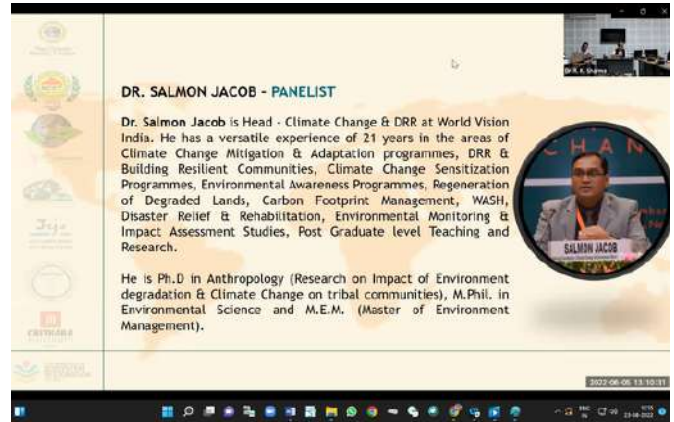 DR. SALMON JACOB - PANELIST
Dr. Salmon Jacob is Head - Climate Change & DRR at World Vision
India. He has a versatile experience of 21 years in the areas of
Climate Change Mitigation & Adaptation programmes, DRR &
Building Resilient Communities, Climate Change Sensitization
Programmes, Environmental Awareness Programmes, Regeneration
of Degraded Lands, Carbon Footprint Management, WASH,
Disaster Relief & Rehabilitation, Environmental Monitoring &
Impact Assessment Studies, Post Graduate level Teaching and
Research.
He is Ph.D in Anthropology (Research on Impact of Environment
degradation & Climate Change on tribal communities), M.Phil. in
Environmental Science and M.E.M. (Master of Environment
Management).
CHAN
SALMON JACOB
Jeju
CHITKARA
2022-06-05 13:10:31